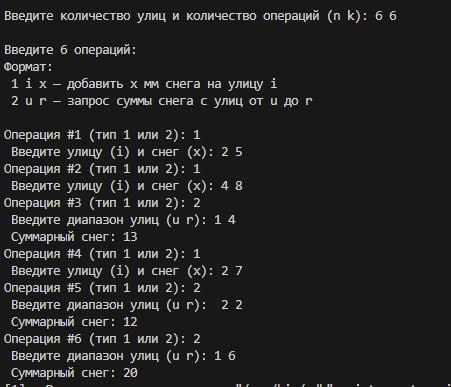 Введите количество улиц и количество операций (n k): 6 6
Введите 6 операций:
Формат:
1 i x — добавить x мм снега на улицу i
2 u r — запрос суммы снега с улиц от u до r
Операция #1 (тип 1 или 2): 1
Введите улицу (i) и снег (x): 2 5
Операция #2 (тип 1 или 2): 1
Введите улицу (i) и снег (x): 4 8
Операция #3 (тип 1 или 2): 2
Введите диапазон улиц (u r): 1 4
Суммарный снег: 13
Операция #4 (тип 1 или 2): 1
Введите улицу (i) и снег (x): 2 7
Операция #5 (тип 1 или 2): 2
Введите диапазон улиц (u r):  2 2
Суммарный снег: 12
Операция #6 (тип 1 или 2): 2
Введите диапазон улиц (u r): 1 6
Суммарный снег: 20